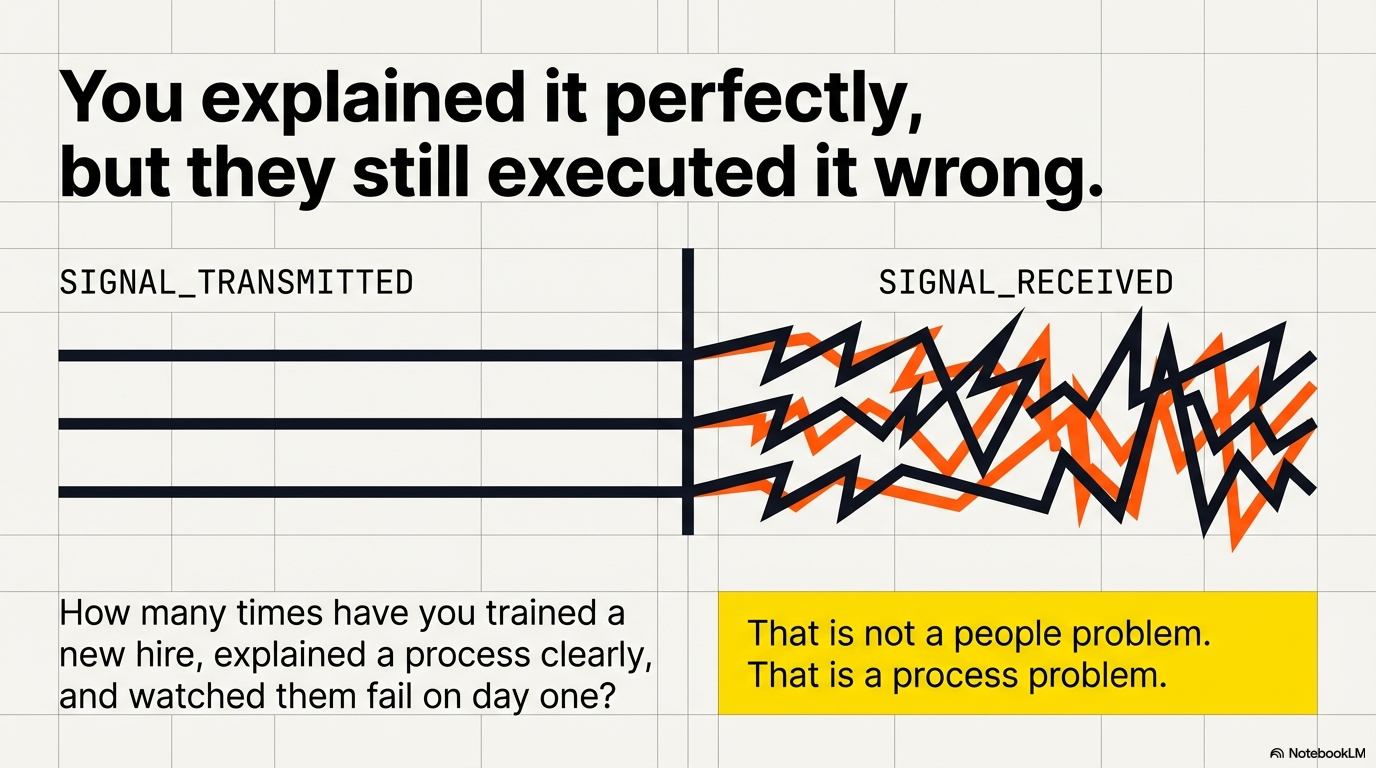 You explained it perfectly,
but they still executed it wrong.
SIGNAL_TRANSMITTED
SIGNAL_RECEIVED
How many times have you trained a
new hire, explained a process clearly,
and watched them fail on day one?
That is not a people problem.
That is a process problem.
NotebookLM